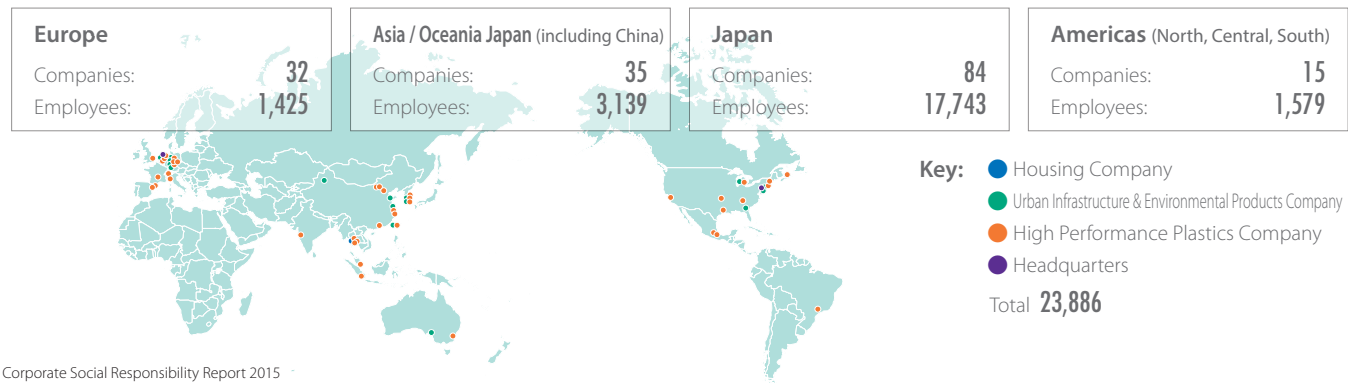 Europe
Companies: 32
Employees: 1,425
Asia / Oceania Japan (including China)
Companies: 35
Employees: 3,139
Japan
Companies: 84
Employees: 17,743
Americas (North, Central, South)
Companies: 15
Employees: 1,579
Key: Housing Company
Urban Infrastructure & Environmental Products Company
High Performance Plastics Company
Headquarters
Total 23,886
Corporate Social Responsibility Report 2015